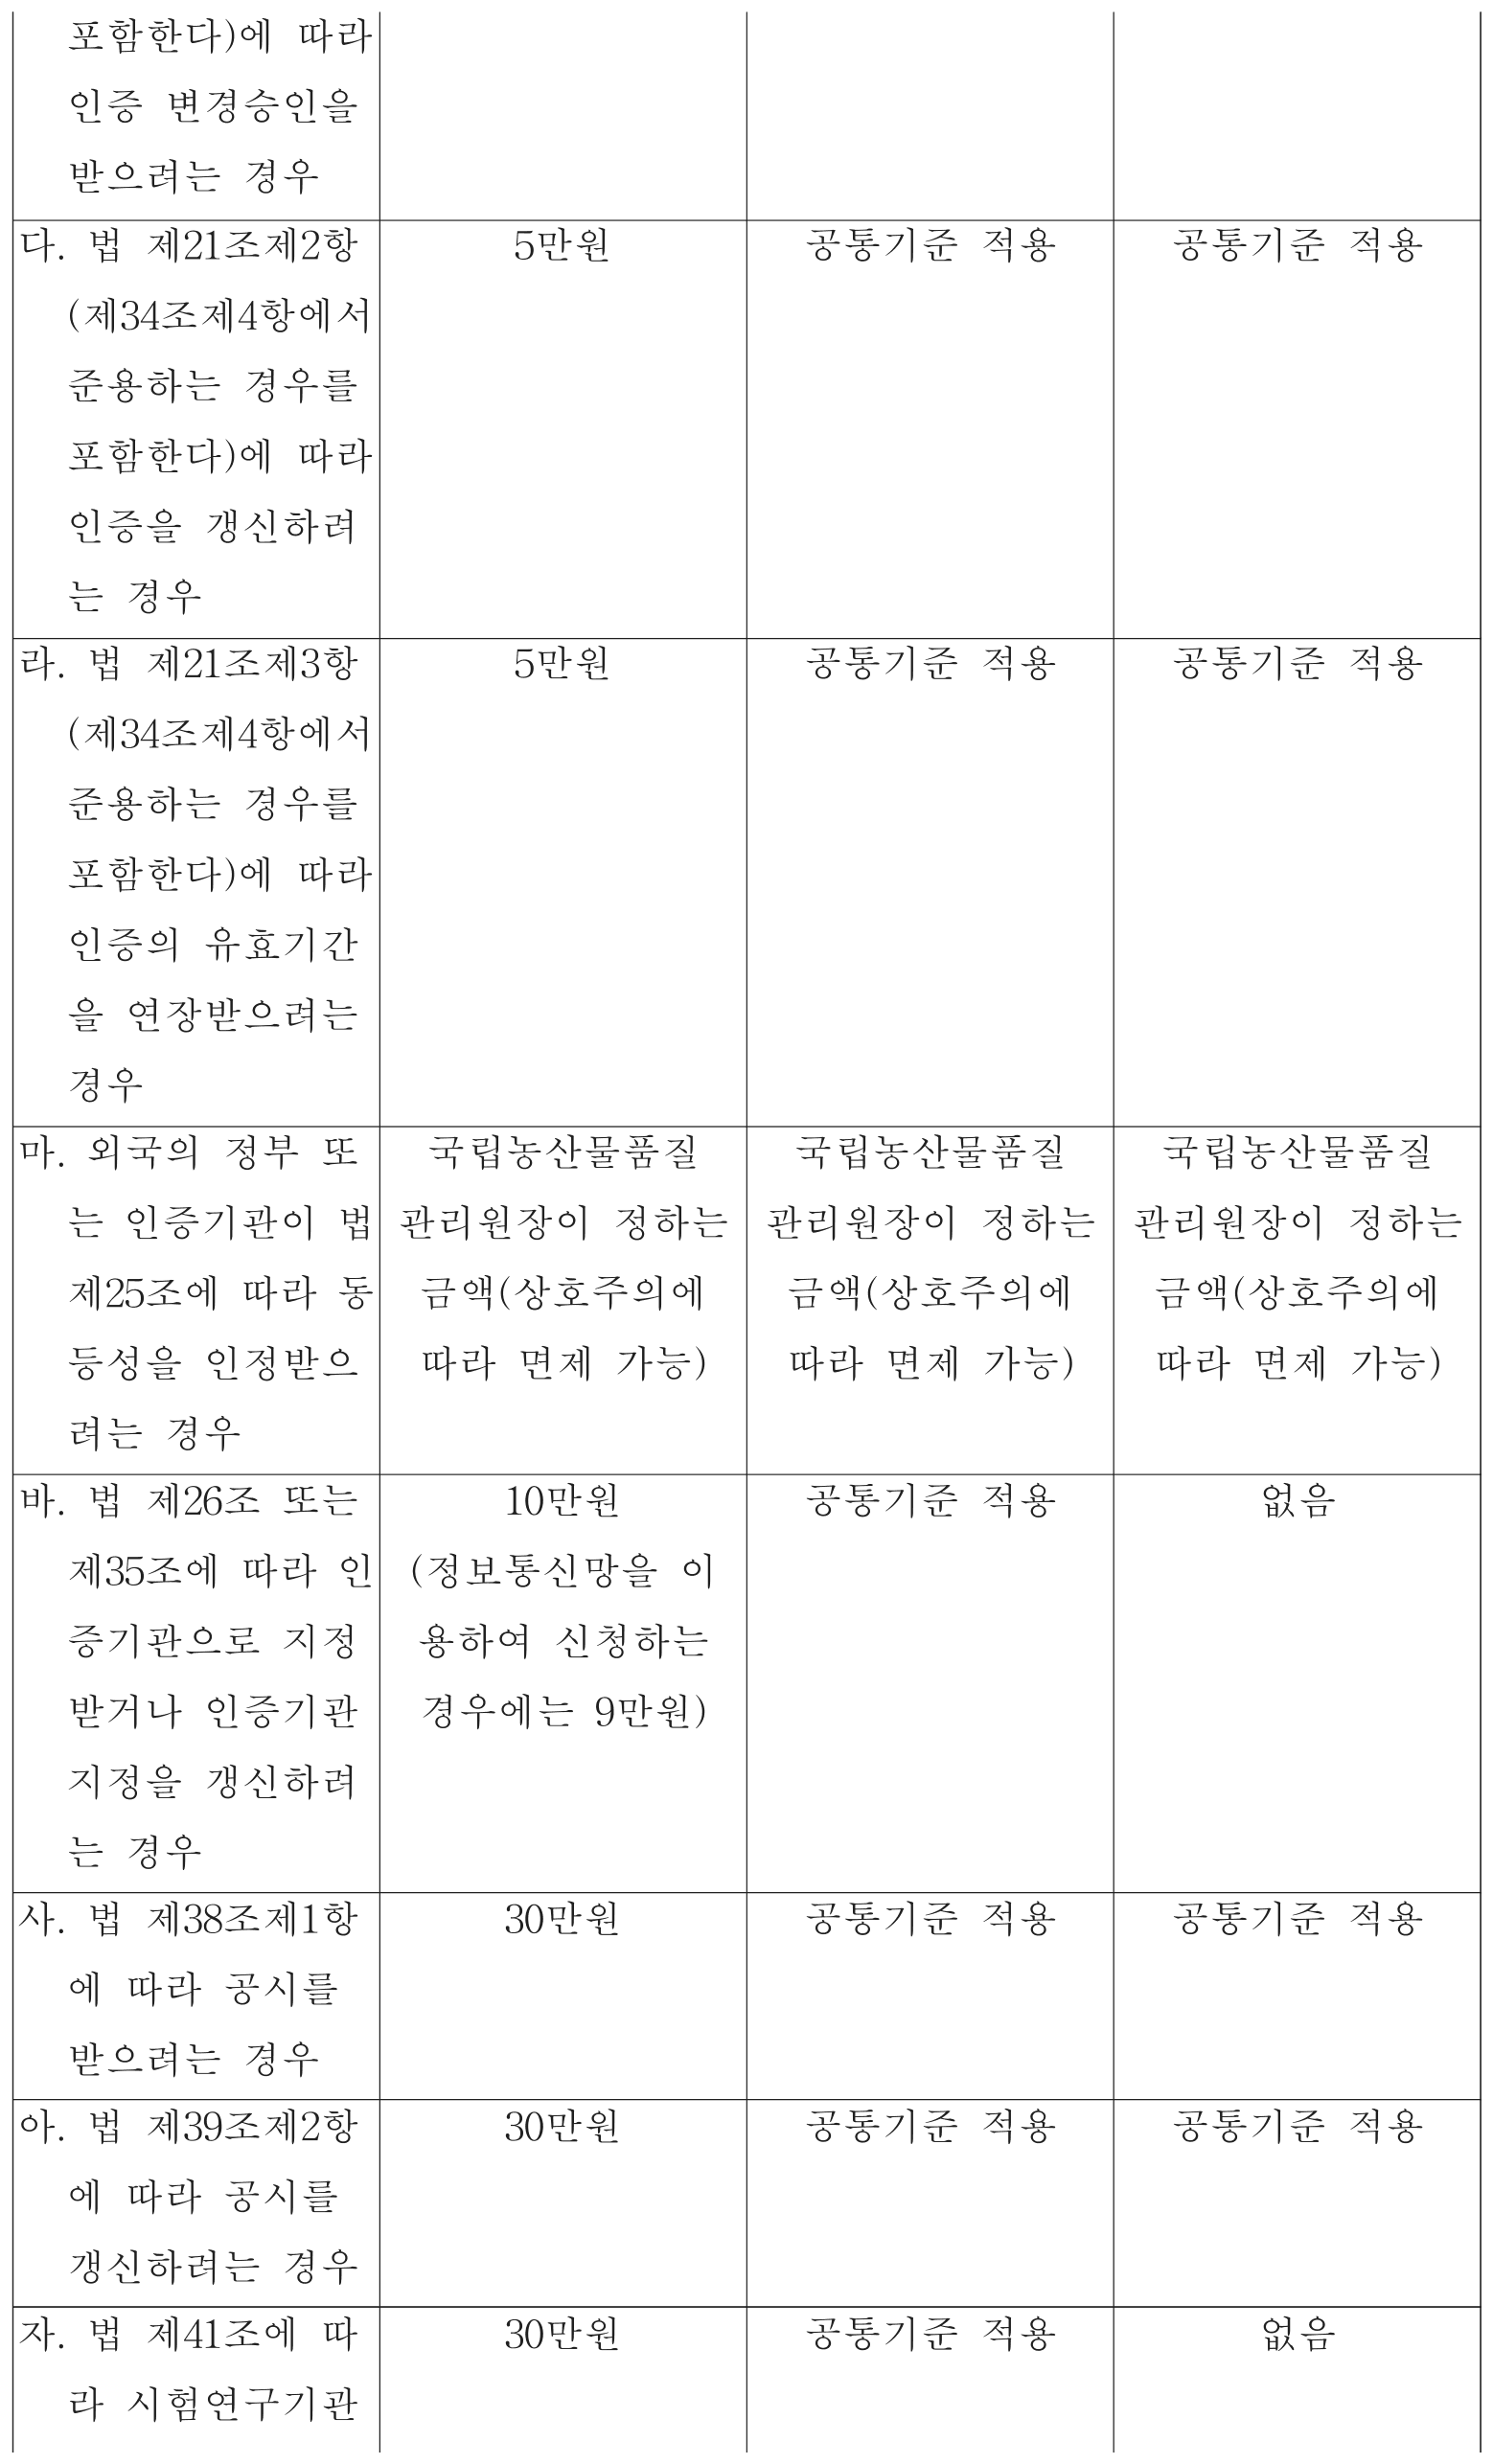 포함한다)에 따라
인증 변경승인을
받으려는 경우
다. 법 제21조제2항
(제34조제4항에서
준용하는 경우를
포함한다)에 따라
인증을 갱신하려
는 경우
5만원
공통기준 적용
공통기준 적용
라. 법 제21조제3항
(제34조제4항에서
준용하는 경우를
포함한다)에 따라
인증의 유효기간
을 연장받으려는
경우
5만원
공통기준 적용
공통기준 적용
마. 외국의 정부 또
는 인증기관이 법
제25조에 따라 동
등성을 인정받으
려는 경우
국립농산물품질
관리원장이 정하는
금액(상호주의에
따라 면제 가능)
국립농산물품질
관리원장이 정하는
금액(상호주의에
따라 면제 가능)
국립농산물품질
관리원장이 정하는
금액(상호주의에
따라 면제 가능)
바. 법 제26조 또는
제35조에 따라 인
증기관으로 지정
받거나 인증기관
지정을 갱신하려
는 경우
10만원
(정보통신망을 이
용하여 신청하는
경우에는 9만원)
공통기준 적용
없음
사. 법 제38조제1항
에 따라 공시를
받으려는 경우
30만원
공통기준 적용
공통기준 적용
아. 법 제39조제2항
에 따라 공시를
갱신하려는 경우
30만원
공통기준 적용
공통기준 적용
자. 법 제41조에 따
라 시험연구기관
30만원
공통기준 적용
없음